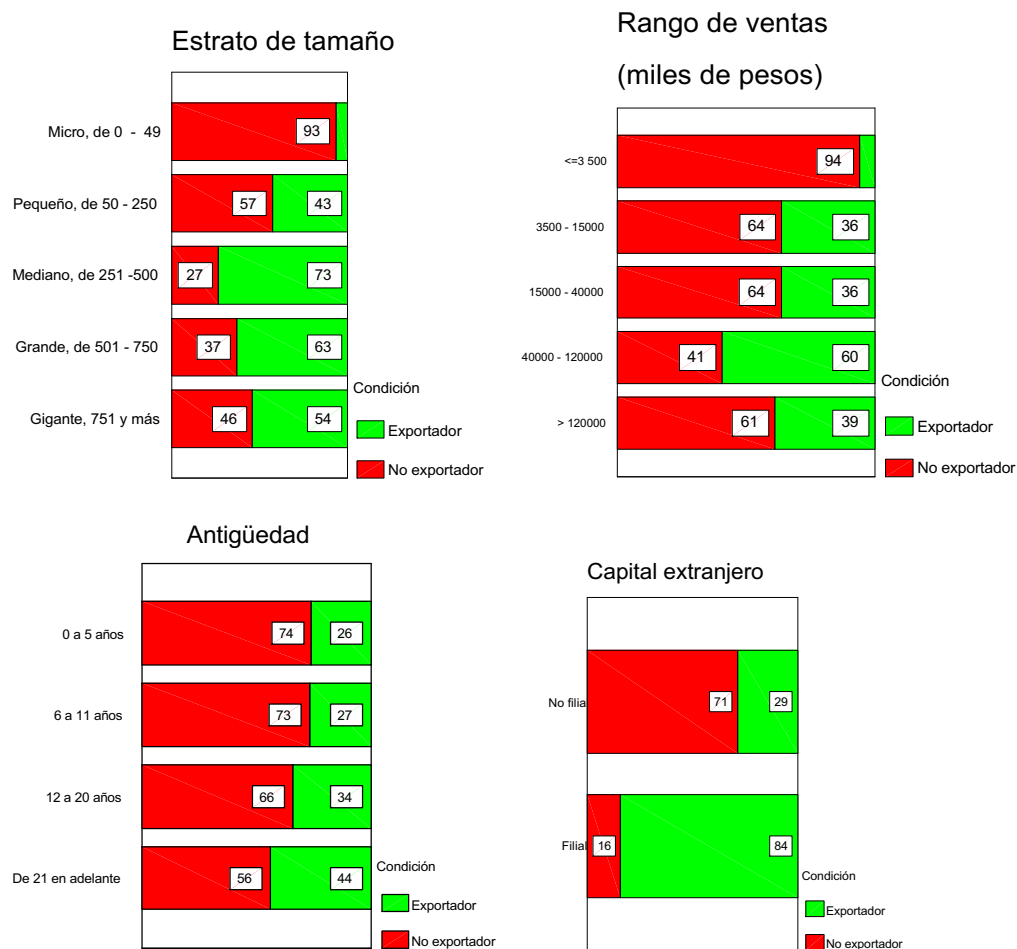 Estrato de tamaño
Micro, de 0 - 49
93
Pequeño, de 50 - 250
57
43
Mediano, de 251 -500
27
73
Grande, de 501 - 750
37
63
Gigante, 751 y más
46
54
Condición
Exportador
No exportador
Rango de ventas
(miles de pesos)
<=3 500
94
3500 - 15000
64
36
15000 - 40000
64
36
40000 - 120000
41
60
> 120000
61
39
Condición
Exportador
No exportador
Antigüedad
0 a 5 años
74
26
6 a 11 años
73
27
12 a 20 años
66
34
De 21 en adelante
56
44
Condición
Exportador
No exportador
Capital extranjero
No filia
71
29
Filial
16
84
Condición
Exportador
No exportador